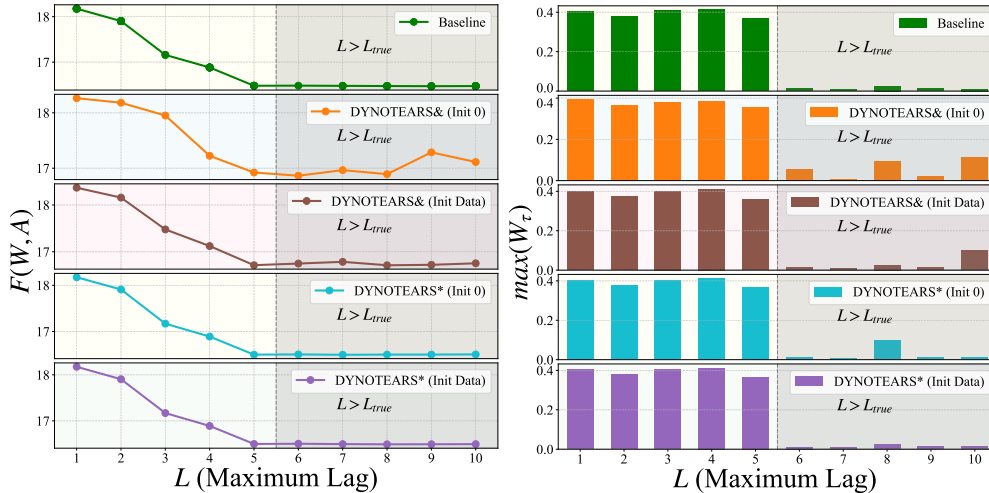 18
17
Baseline
L > L_true
18
17
DYNOTEARS& (Init 0)
L > L_true
18
17
DYNOTEARS& (Init Data)
L > L_true
18
17
DYNOTEARS* (Init 0)
L > L_true
18
17
DYNOTEARS* (Init Data)
L > L_true
F(W, A)
1 2 3 4 5 6 7 8 9 10
L (Maximum Lag)
0.4
0.2
0.0
Baseline
L > L_true
0.4
0.2
0.0
DYNOTEARS& (Init 0)
L > L_true
0.4
0.2
0.0
DYNOTEARS& (Init Data)
L > L_true
0.4
0.2
0.0
DYNOTEARS* (Init 0)
L > L_true
0.4
0.2
0.0
DYNOTEARS* (Init Data)
L > L_true
max(W_τ)
1 2 3 4 5 6 7 8 9 10
L (Maximum Lag)